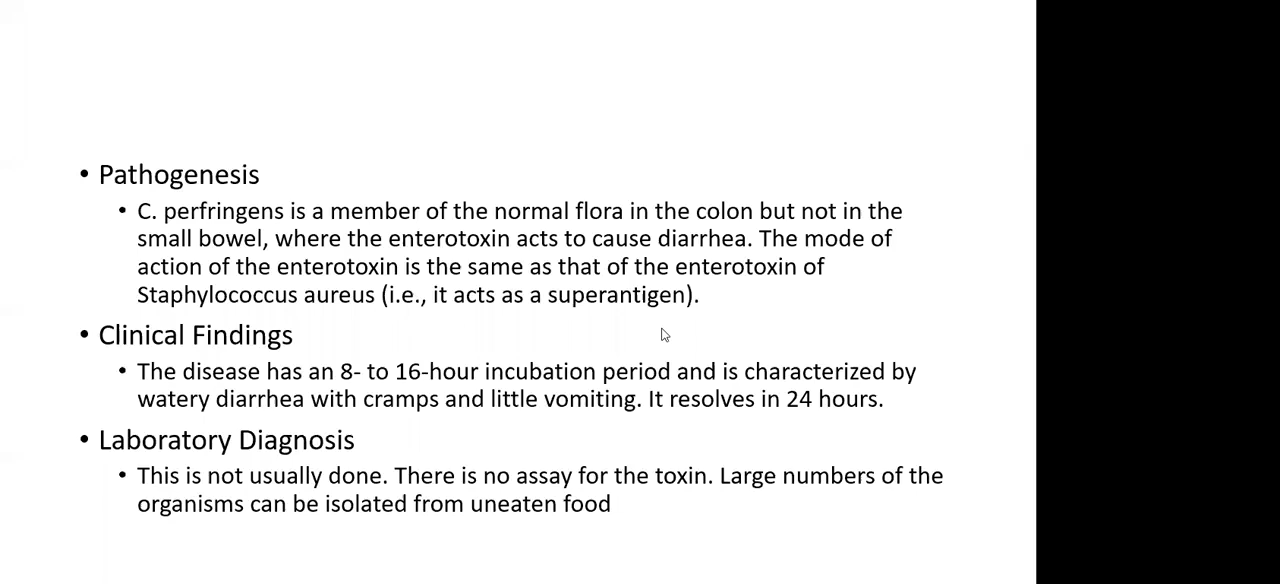 • Pathogenesis
• C. perfringens is a member of the normal flora in the colon but not in the
small bowel, where the enterotoxin acts to cause diarrhea. The mode of
action of the enterotoxin is the same as that of the enterotoxin of
Staphylococcus aureus (i.e., it acts as a superantigen).
• Clinical Findings
• The disease has an 8- to 16-hour incubation period and is characterized by
watery diarrhea with cramps and little vomiting. It resolves in 24 hours.
• Laboratory Diagnosis
• This is not usually done. There is no assay for the toxin. Large numbers of the
organisms can be isolated from uneaten food